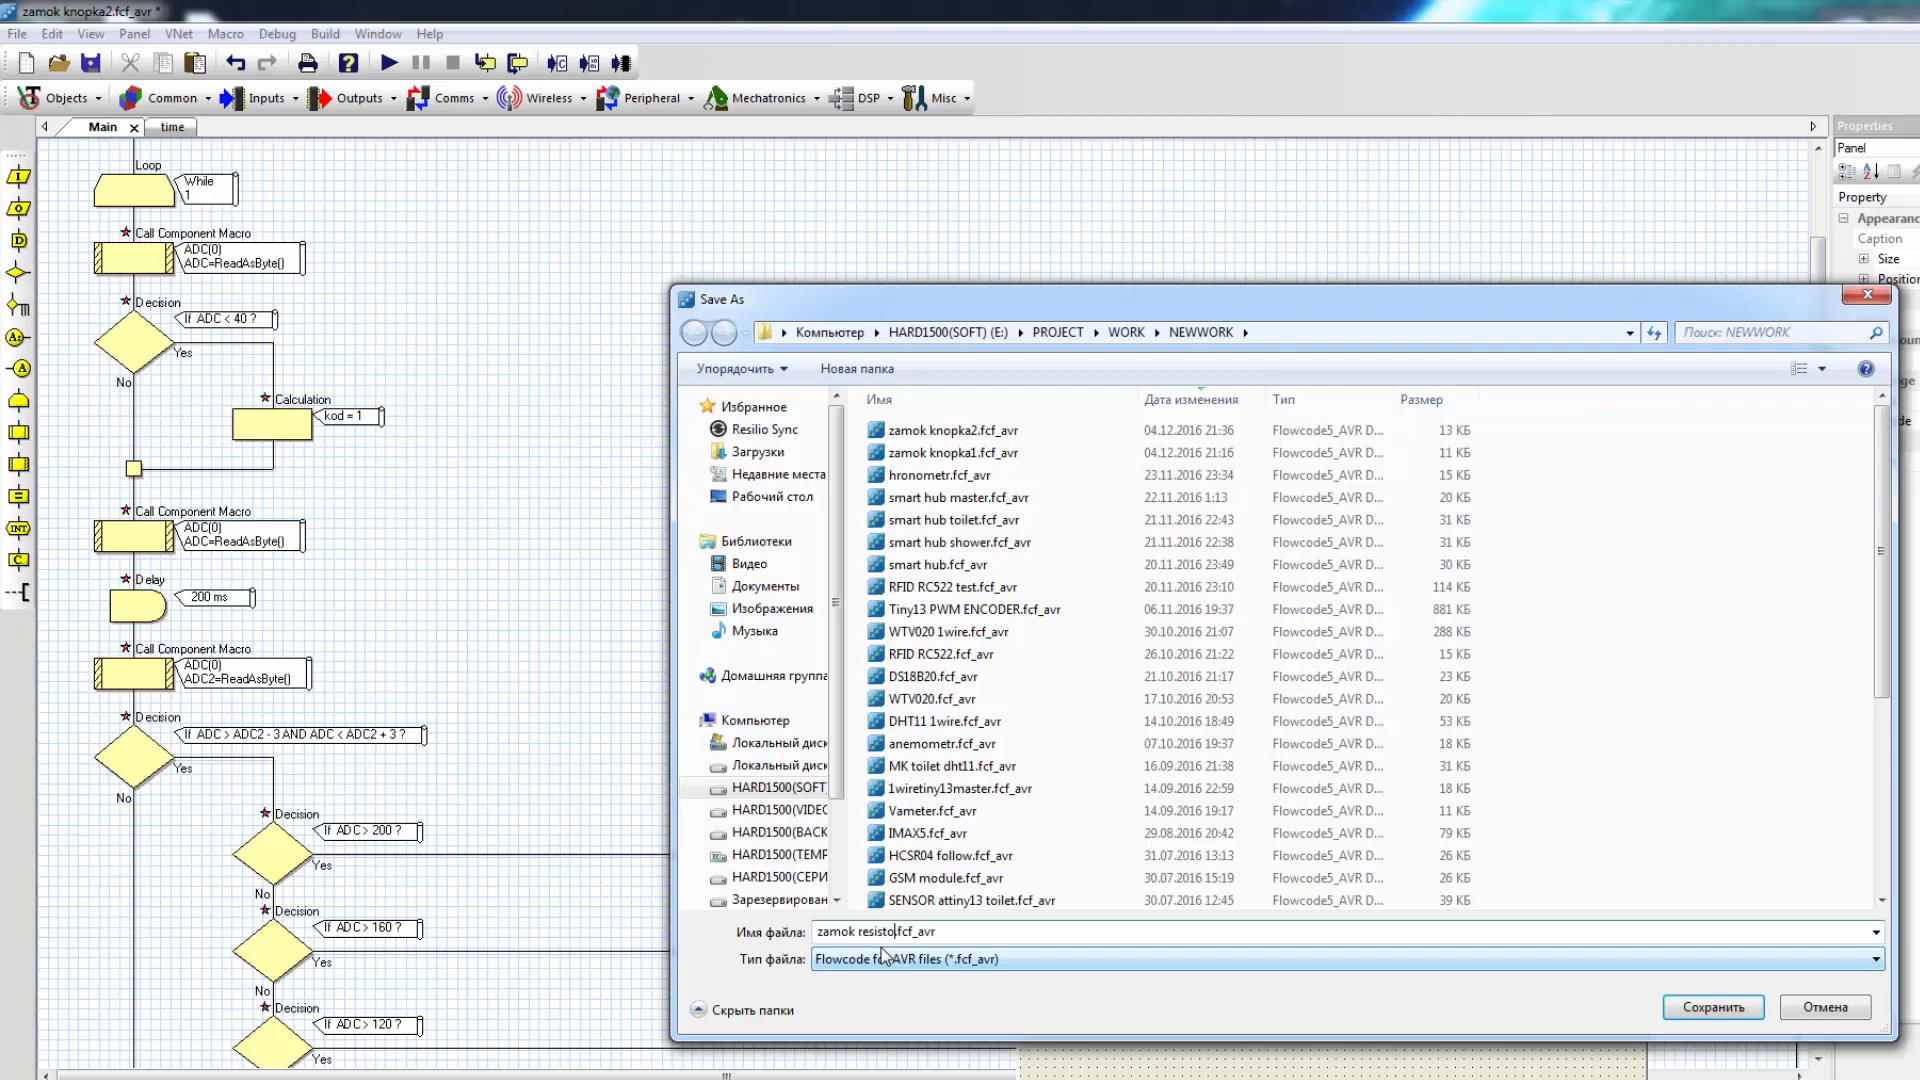 zamok knopka2.fcf_avr *
File Edit View Panel VNet Macro Debug Build Window Help
Objects Common Inputs Outputs Comms Wireless Peripheral Mechatronics DSP Misc
Main time
Loop
While
1
Call Component Macro
ADC(0)
ADC=ReadAsByte()
Decision
If ADC < 40 ?
Yes
No
Calculation
kod = 1
Call Component Macro
ADC(0)
ADC=ReadAsByte()
Delay
200 ms
Call Component Macro
ADC(0)
ADC2=ReadAsByte()
Decision
If ADC > ADC2 - 3 AND ADC < ADC2 + 3 ?
Yes
No
Decision
If ADC > 200 ?
Yes
No
Decision
If ADC > 160 ?
Yes
No
Decision
If ADC > 120 ?
Yes
Properties
Panel
Property
Appearanc
Caption
Size
Position
Save As
Компьютер HARD1500(SOFT) (E:) PROJECT WORK NEWWORK
Поиск: NEWWORK
Упорядочить Новая папка
Избранное
Resilio Sync
Загрузки
Недавние места
Рабочий стол
Библиотеки
Видео
Документы
Изображения
Музыка
Домашняя группа
Компьютер
Локальный диск
Локальный диск
HARD1500(SOFT
HARD1500(VIDEO
HARD1500(BACK
HARD1500(TEMP
HARD1500(СЕРИ
Зарезервирован
Имя Дата изменения Тип Размер
zamok knopka2.fcf_avr 04.12.2016 21:36 Flowcode5_AVR D... 13 КБ
zamok knopka1.fcf_avr 04.12.2016 21:16 Flowcode5_AVR D... 11 КБ
hronometr.fcf_avr 23.11.2016 23:34 Flowcode5_AVR D... 15 КБ
smart hub master.fcf_avr 22.11.2016 1:13 Flowcode5_AVR D... 20 КБ
smart hub toilet.fcf_avr 21.11.2016 22:43 Flowcode5_AVR D... 31 КБ
smart hub shower.fcf_avr 21.11.2016 22:38 Flowcode5_AVR D... 31 КБ
smart hub.fcf_avr 20.11.2016 23:49 Flowcode5_AVR D... 30 КБ
RFID RC522 test.fcf_avr 20.11.2016 23:10 Flowcode5_AVR D... 114 КБ
Tiny13 PWM ENCODER.fcf_avr 06.11.2016 19:37 Flowcode5_AVR D... 881 КБ
WTV020 1wire.fcf_avr 30.10.2016 21:07 Flowcode5_AVR D... 288 КБ
RFID RC522.fcf_avr 26.10.2016 21:22 Flowcode5_AVR D... 15 КБ
DS18B20.fcf_avr 21.10.2016 21:17 Flowcode5_AVR D... 23 КБ
WTV020.fcf_avr 17.10.2016 20:53 Flowcode5_AVR D... 20 КБ
DHT11 1wire.fcf_avr 14.10.2016 18:49 Flowcode5_AVR D... 53 КБ
anemometr.fcf_avr 07.10.2016 19:37 Flowcode5_AVR D... 18 КБ
MK toilet dht11.fcf_avr 16.09.2016 21:38 Flowcode5_AVR D... 31 КБ
1wiretiny13master.fcf_avr 14.09.2016 22:59 Flowcode5_AVR D... 18 КБ
Vameter.fcf_avr 14.09.2016 19:17 Flowcode5_AVR D... 11 КБ
IMAX5.fcf_avr 29.08.2016 20:42 Flowcode5_AVR D... 79 КБ
HCSR04 follow.fcf_avr 31.07.2016 13:13 Flowcode5_AVR D... 26 КБ
GSM module.fcf_avr 30.07.2016 15:19 Flowcode5_AVR D... 26 КБ
SENSOR attiny13 toilet.fcf_avr 30.07.2016 12:45 Flowcode5_AVR D... 39 КБ
Имя файла: zamok resisto.fcf_avr
Тип файла: Flowcode for AVR files (*.fcf_avr)
Скрыть папки
Сохранить Отмена